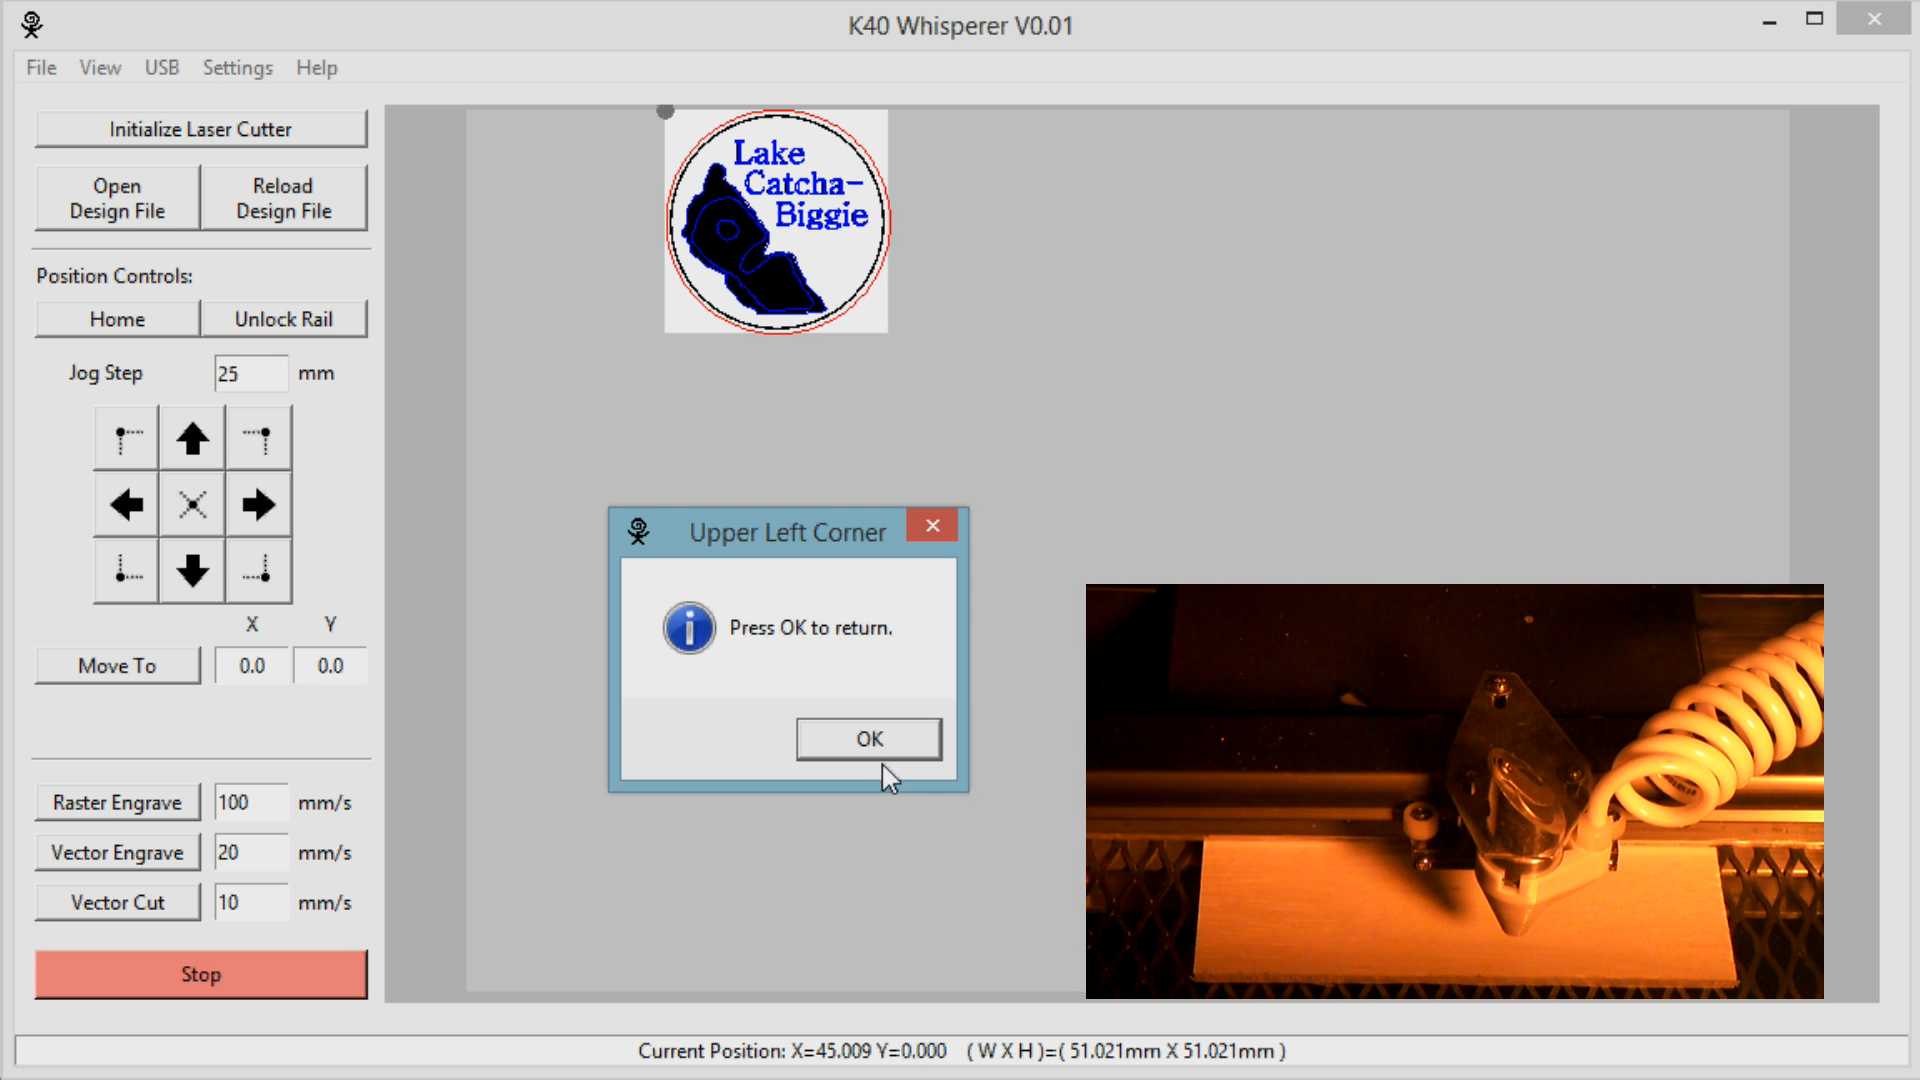 K40 Whisperer V0.01
File View USB Settings Help
Initialize Laser Cutter
Open
Design File
Reload
Design File
Position Controls:
Home
Unlock Rail
Jog Step 25 mm
X Y
Move To 0.0 0.0
Raster Engrave 100 mm/s
Vector Engrave 20 mm/s
Vector Cut 10 mm/s
Stop
Lake
Catcha-
Biggie
Upper Left Corner
Press OK to return.
OK
Current Position: X=45.009 Y=0.000 ( W X H )=( 51.021mm X 51.021mm )